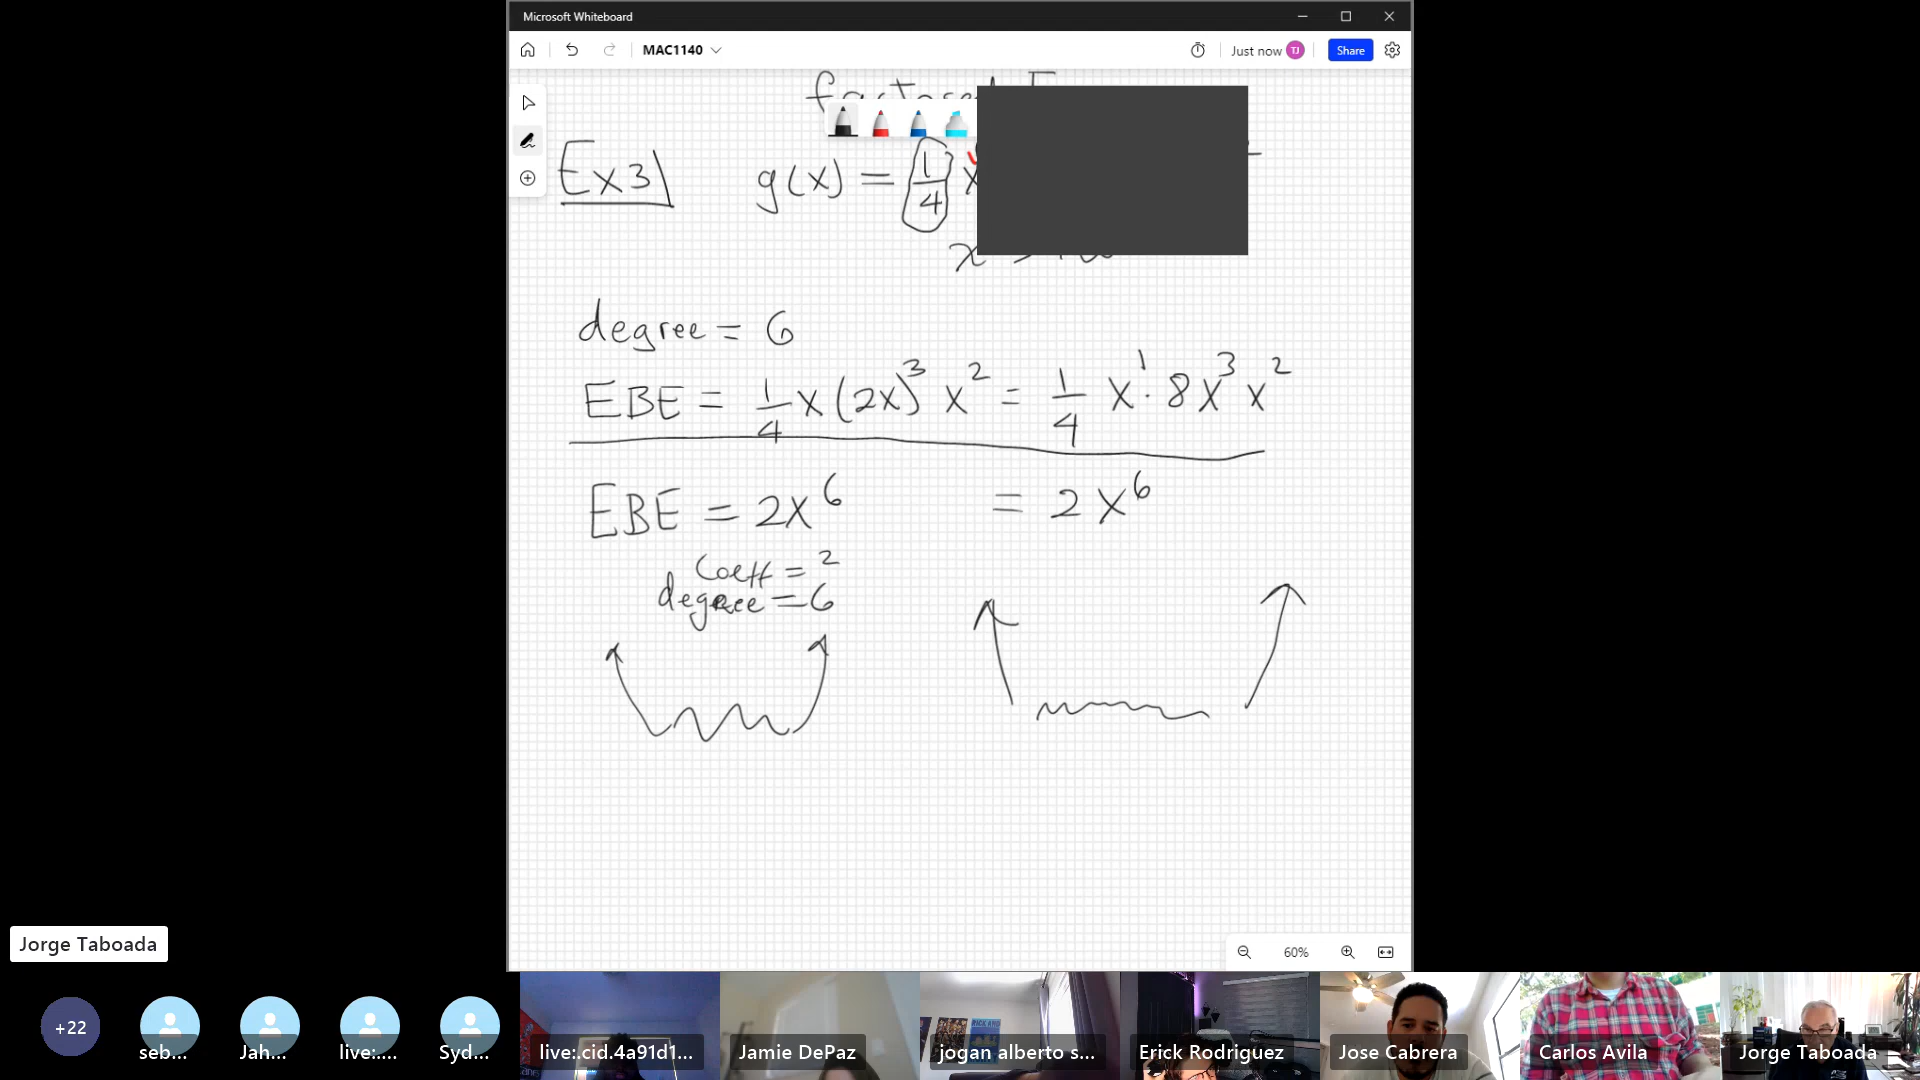 Microsoft Whiteboard
MAC1140
Just now TJ
Share
Ex3 g(x) = 1/4 x
degree = 6
EBE = 1/4 x (2x)^3 x^2 = 1/4 x^1 · 8x^3 x^2
EBE = 2x^6 = 2x^6
Coeff = 2
degree = 6
60%
Jorge Taboada
+22
seb...
Jah...
live:....
Syd...
live:.cid.4a91d1...
Jamie DePaz
jogan alberto s...
Erick Rodriguez
Jose Cabrera
Carlos Avila
Jorge Taboada